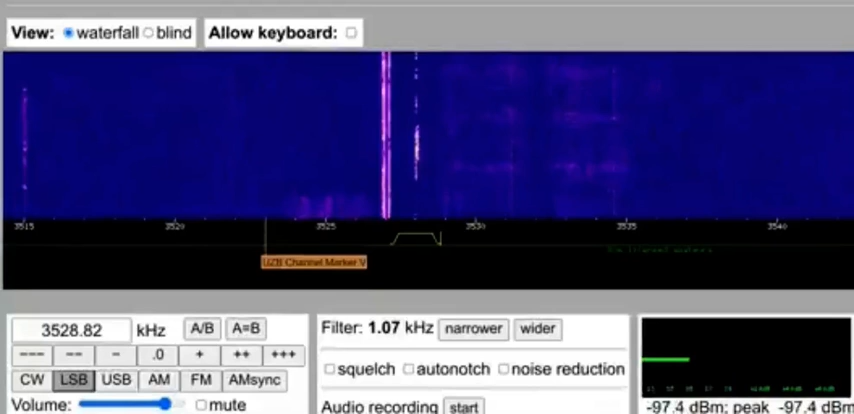 View: waterfall blind Allow keyboard:
3515 3520 3525 3530 3535 3540
UZB Channel Marker V
3528.82 kHz A/B A=B
--- -- - .0 + ++ +++
CW LSB USB AM FM AMsync
Volume: mute
Filter: 1.07 kHz narrower wider
squelch autonotch noise reduction
Audio recording start
-97.4 dBm; peak -97.4 dBm